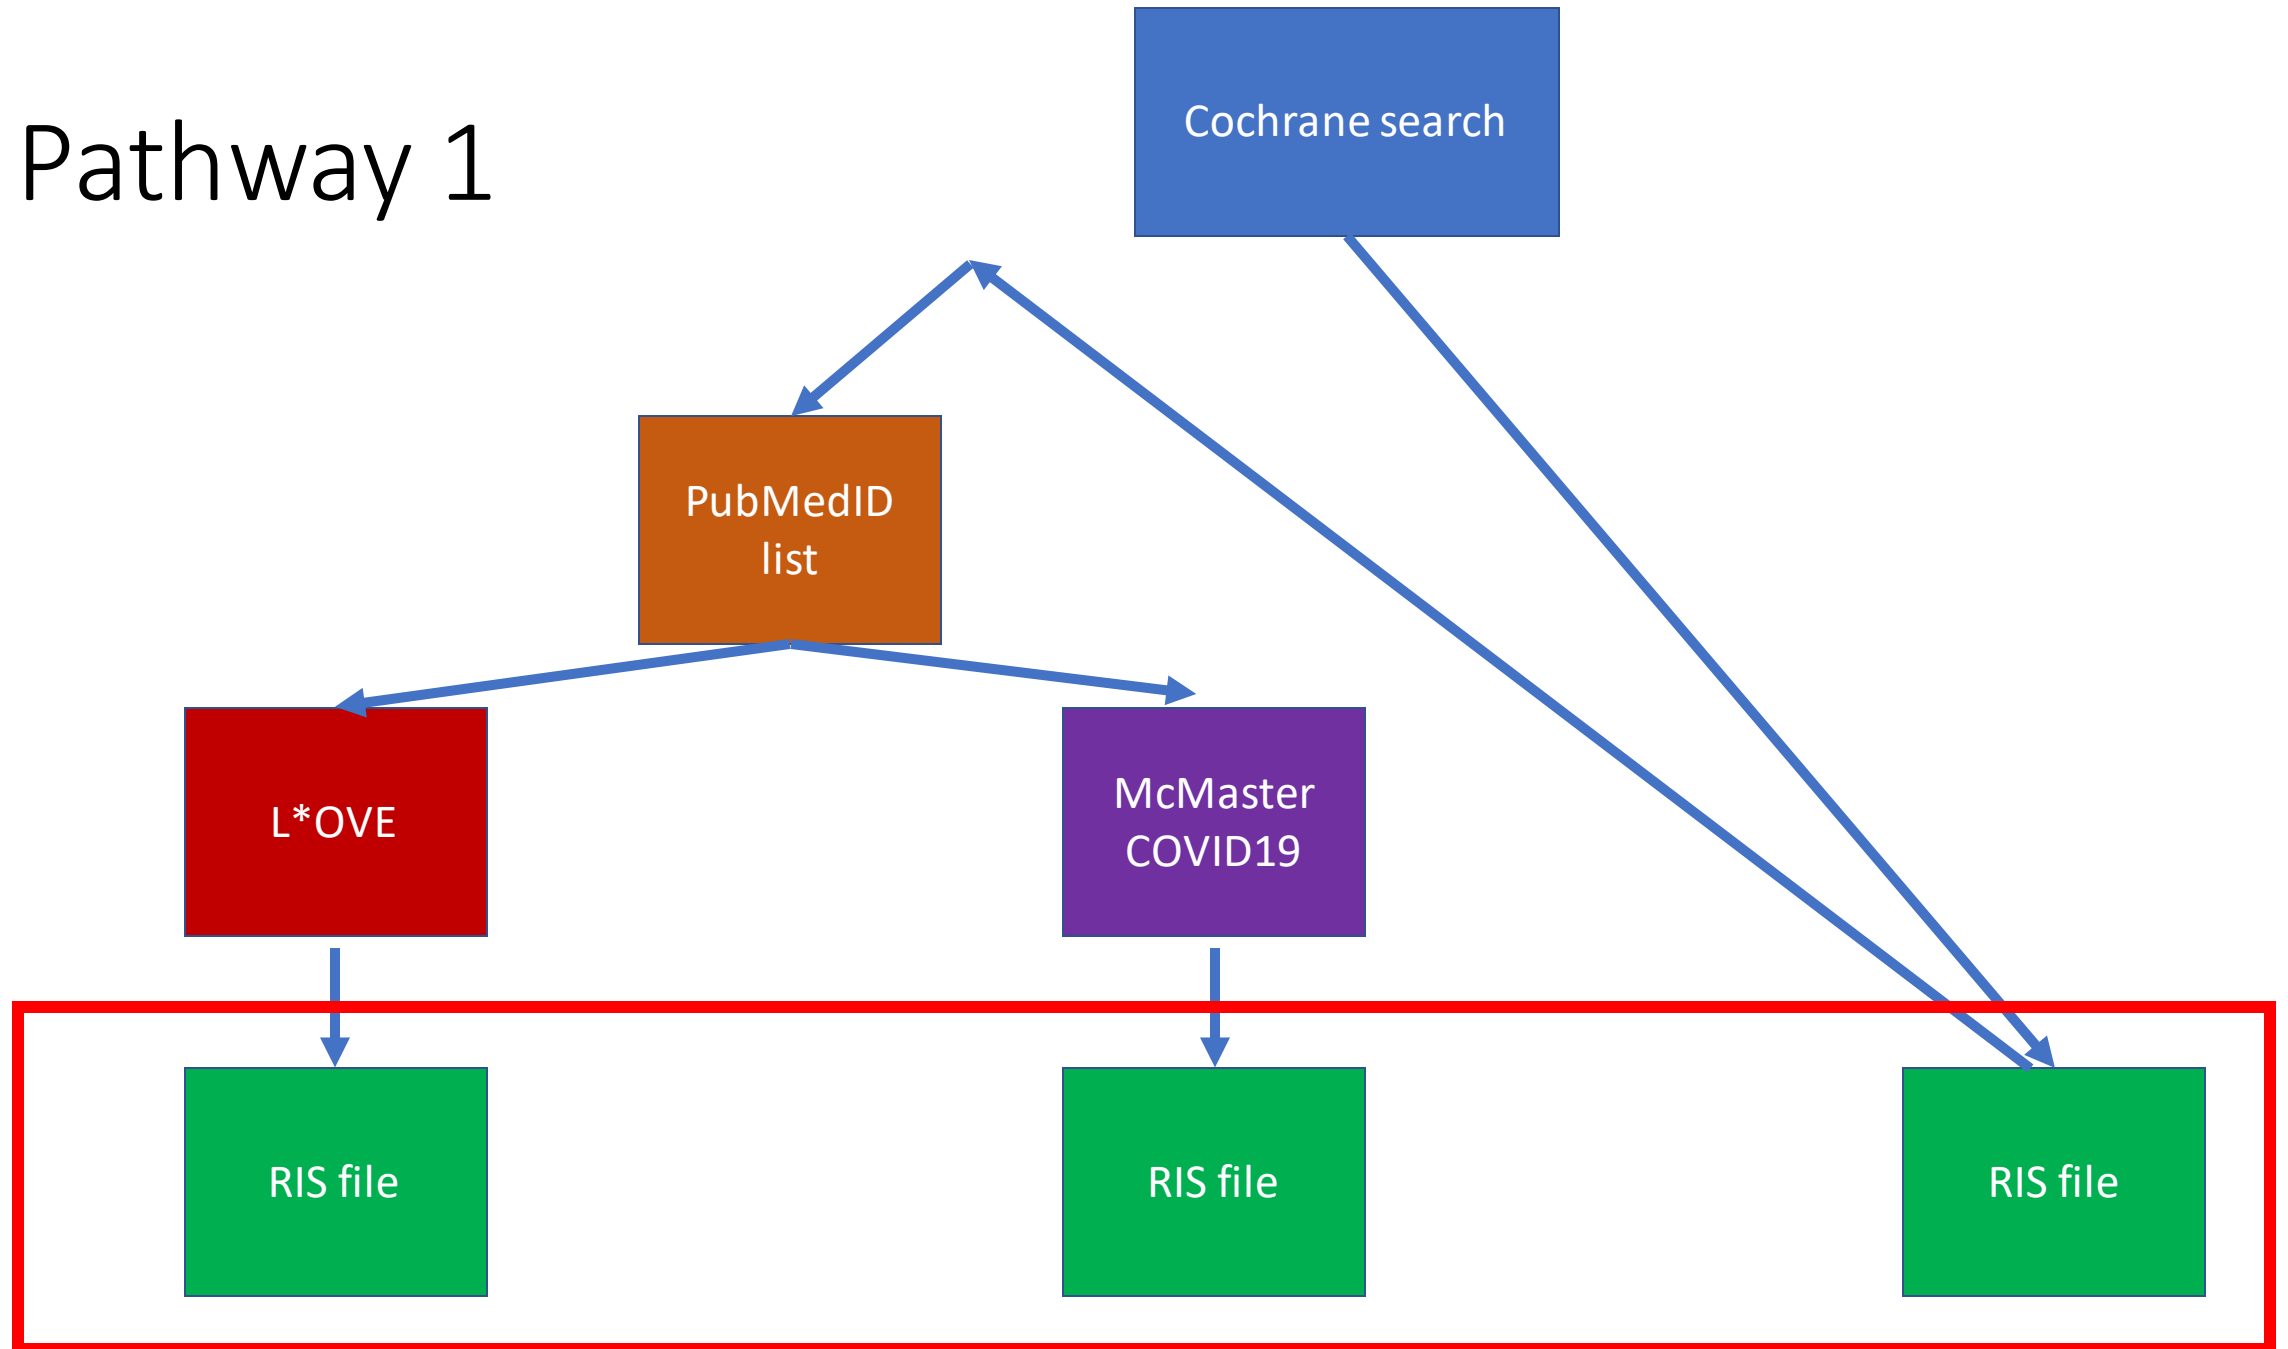 Pathway 1
Cochrane search
PubMedID
list
L*OVE
McMaster
COVID19
RIS file
RIS file
RIS file